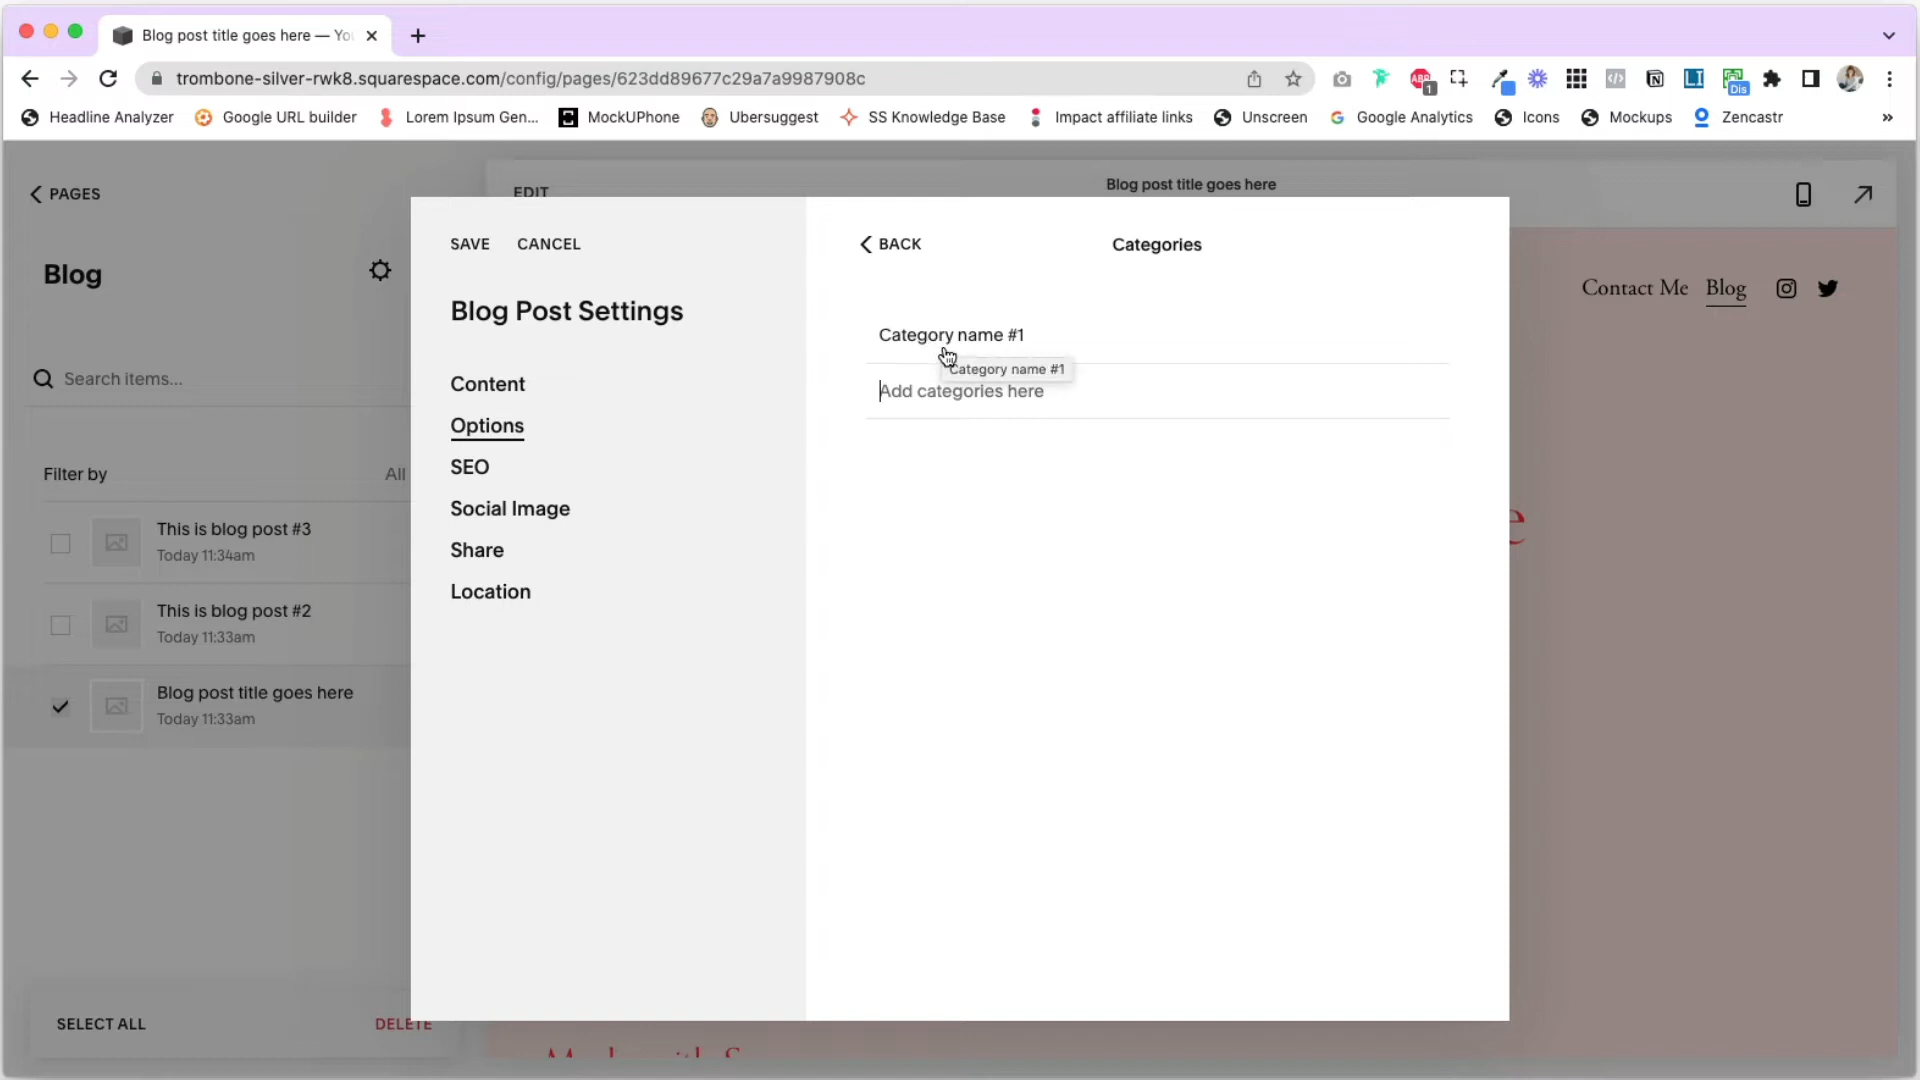 Blog post title goes here — Yo
trombone-silver-rwk8.squarespace.com/config/pages/623dd89677c29a7a9987908c
ABP
1
LI
Dis
Headline Analyzer
Google URL builder
Lorem Ipsum Gen...
MockUPhone
Ubersuggest
SS Knowledge Base
Impact affiliate links
Unscreen
Google Analytics
Icons
Mockups
Zencastr
»
PAGES
EDIT
Blog post title goes here
Blog
Search items...
Filter by
All
This is blog post #3
Today 11:34am
This is blog post #2
Today 11:33am
Blog post title goes here
Today 11:33am
SELECT ALL
DELETE
SAVE
CANCEL
Blog Post Settings
Content
Options
SEO
Social Image
Share
Location
BACK
Categories
Category name #1
Category name #1
Add categories here
Contact Me
Blog
e